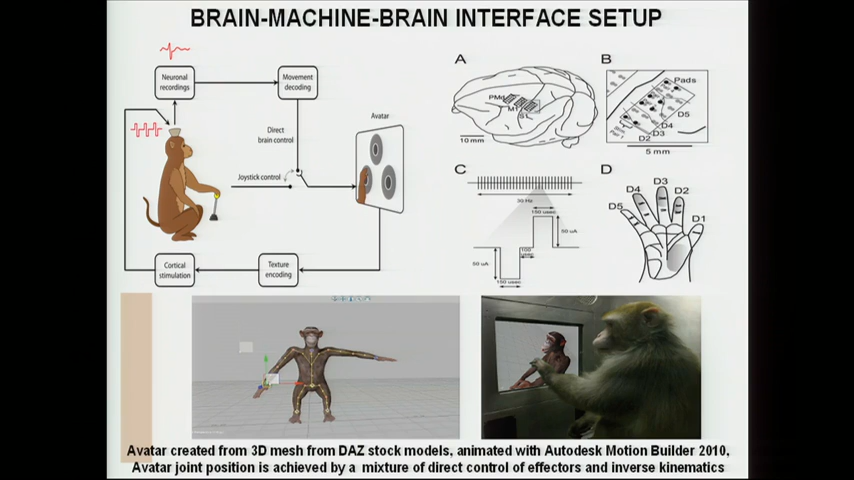 BRAIN-MACHINE-BRAIN INTERFACE SETUP
Neuronal
recordings
Movement
decoding
Direct
brain control
Avatar
Joystick control
Cortical
stimulation
Texture
encoding
A
PMd
M1
S1
10 mm
B
Pads
D5
D4
D3
D2
5 mm
C
30 Hz
150 usec
50 uA
50 uA
100
usec
150 usec
D
D5
D4
D3
D2
D1
Avatar created from 3D mesh from DAZ stock models, animated with Autodesk Motion Builder 2010,
Avatar joint position is achieved by a mixture of direct control of effectors and inverse kinematics